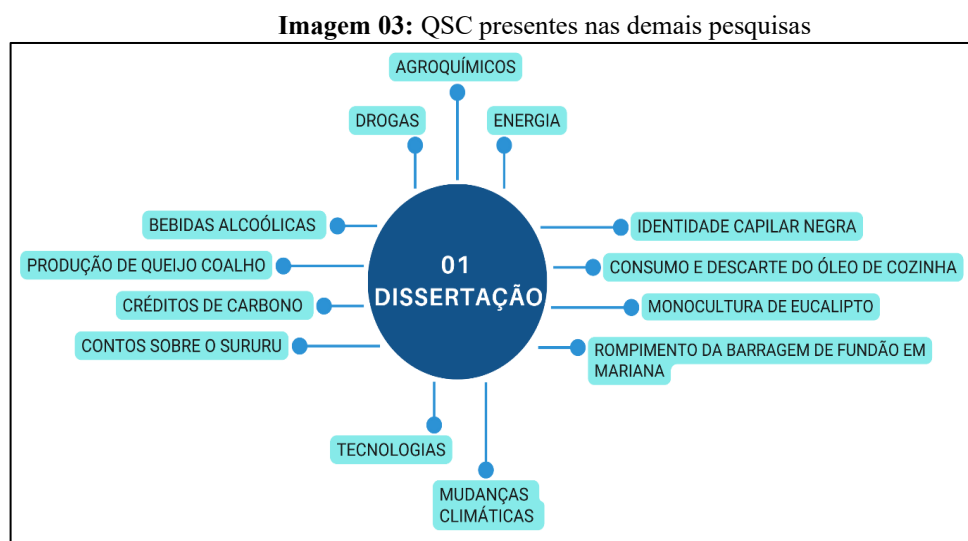 Imagem 03: QSC presentes nas demais pesquisas
AGROQUÍMICOS
DROGAS
ENERGIA
BEBIDAS ALCOÓLICAS
IDENTIDADE CAPILAR NEGRA
PRODUÇÃO DE QUEIJO COALHO
CONSUMO E DESCARTE DO ÓLEO DE COZINHA
01
DISSERTAÇÃO
CRÉDITOS DE CARBONO
MONOCULTURA DE EUCALIPTO
CONTOS SOBRE O SURURU
ROMPIMENTO DA BARRAGEM DE FUNDÃO EM
MARIANA
TECNOLOGIAS
MUDANÇAS
CLIMÁTICAS